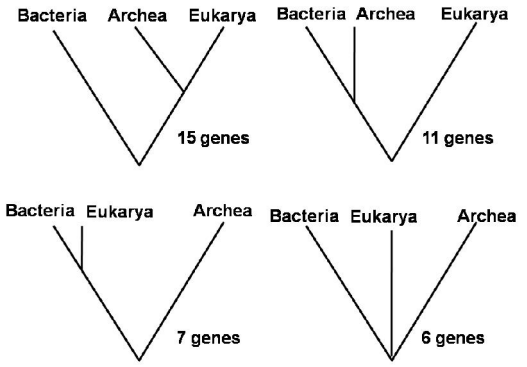 Bacteria Archea Eukarya
15 genes
Bacteria Archea Eukarya
11 genes
Bacteria Eukarya Archea
7 genes
Bacteria Eukarya Archea
6 genes